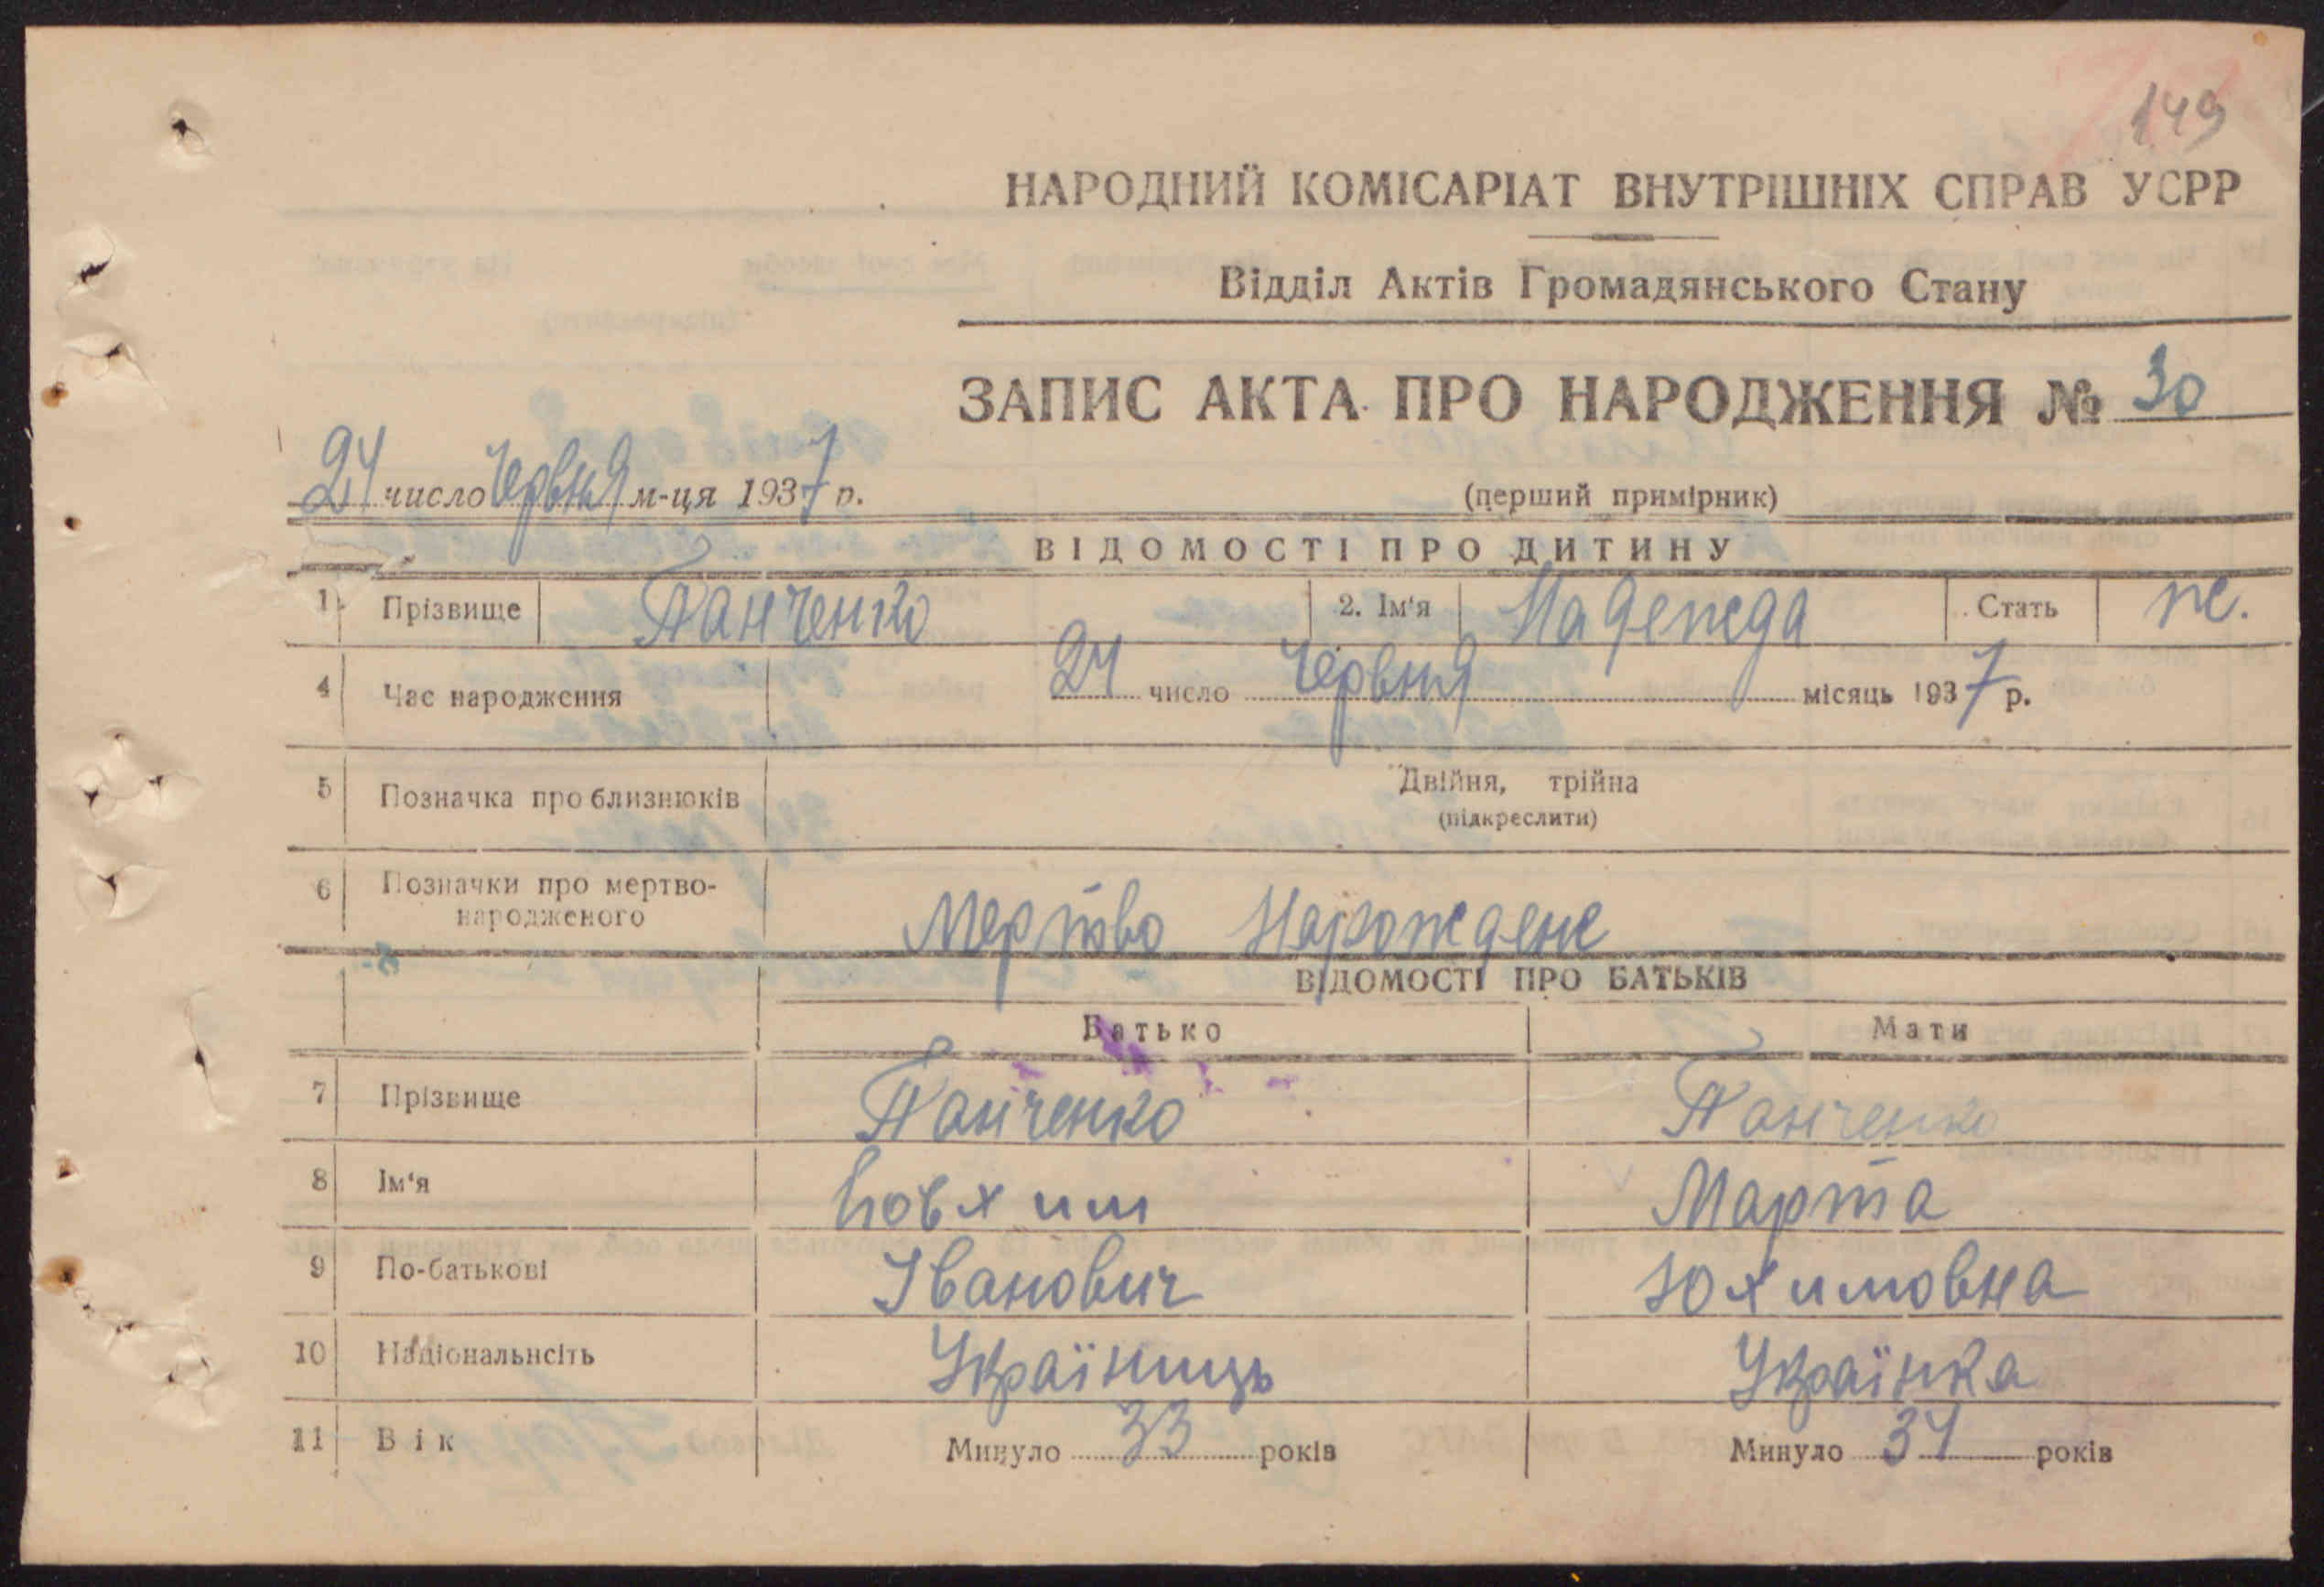 149
НАРОДНИЙ КОМІСАРІАТ ВНУТРІШНІХ СПРАВ УСРР
Відділ Актів Громадянського Стану
ЗАПИС АКТА ПРО НАРОДЖЕННЯ № 30
24 число Червня м-ця 1937 р. (перший примірник)
ВІДОМОСТІ ПРО ДИТИНУ
1 Прізвище Панченко 2. Ім'я Надежда Стать ж.
4 Час народження 24 число Червня місяць 1937 р.
5 Позначка про близнюків Двійня, трійна
(підкреслити)
6 Позначки про мертво-
народженого Мертво Нарождене
ВІДОМОСТІ ПРО БАТЬКІВ
Батько Мати
7 Прізвище Панченко Панченко
8 Ім'я Марта
9 По-батькові Іванович Юхимовна
10 Національнсіть Україниць Українка
11 Вік Минуло 33 років Минуло 34 років